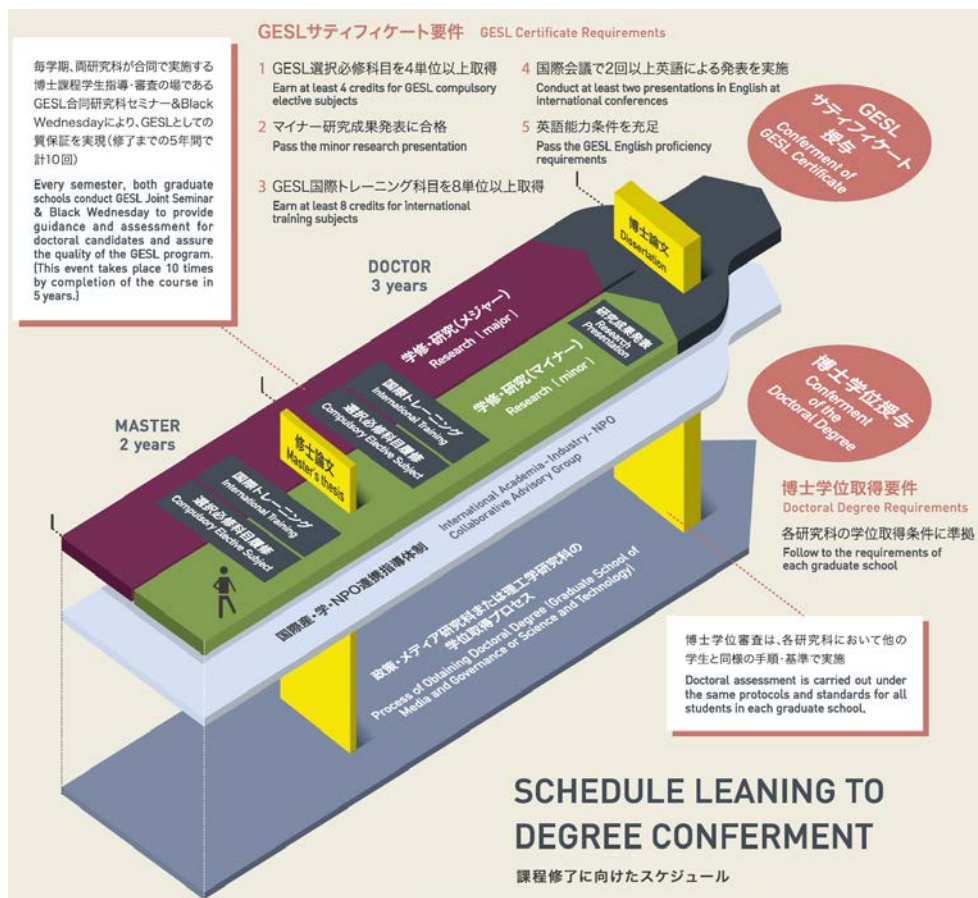 GESLサティフィケート要件 GESL Certificate Requirements
1 GESL選択必修科目を4単位以上取得
Earn at least 4 credits for GESL compulsory
elective subjects
2 マイナー研究成果発表に合格
Pass the minor research presentation
3 GESL国際トレーニング科目を8単位以上取得
Earn at least 8 credits for international
training subjects
4 国際会議で2回以上英語による発表を実施
Conduct at least two presentations in English at
international conferences
5 英語能力条件を充足
Pass the GESL English proficiency
requirements
毎学期、両研究科が合同で実施する
博士課程学生指導・審査の場である
GESL合同研究科セミナー&Black
Wednesdayにより、GESLとしての
質保証を実現(修了までの5年間で
計10回)
Every semester, both graduate
schools conduct GESL Joint Seminar
& Black Wednesday to provide
guidance and assessment for
doctoral candidates and assure
the quality of the GESL program.
(This event takes place 10 times
by completion of the course in
5 years.)
GESL
サティフィケート
授与
Conferment of
GESL Certificate
博士論文
Dissertation
DOCTOR
3 years
学修・研究(メジャー)
Research (major)
研究成果発表
Research
Presentation
学修・研究(マイナー)
Research (minor)
国際トレーニング
International Training
選択必修科目履修
Compulsory Elective Subject
MASTER
2 years
修士論文
Master's thesis
国際トレーニング
International Training
選択必修科目履修
Compulsory Elective Subject
国際産・学・NPO連携指導体制
International Academia-Industry-NPO
Collaborative Advisory Group
博士学位授与
Conferment
of the
Doctoral Degree
博士学位取得要件
Doctoral Degree Requirements
各研究科の学位取得条件に準拠
Follow to the requirements of
each graduate school
政策・メディア研究科または理工学研究科の
学位取得プロセス
Process of Obtaining Doctoral Degree (Graduate School of
Media and Governance or Science and Technology)
博士学位審査は、各研究科において他の
学生と同様の手順・基準で実施
Doctoral assessment is carried out under
the same protocols and standards for all
students in each graduate school.
SCHEDULE LEANING TO
DEGREE CONFERMENT
課程修了に向けたスケジュール